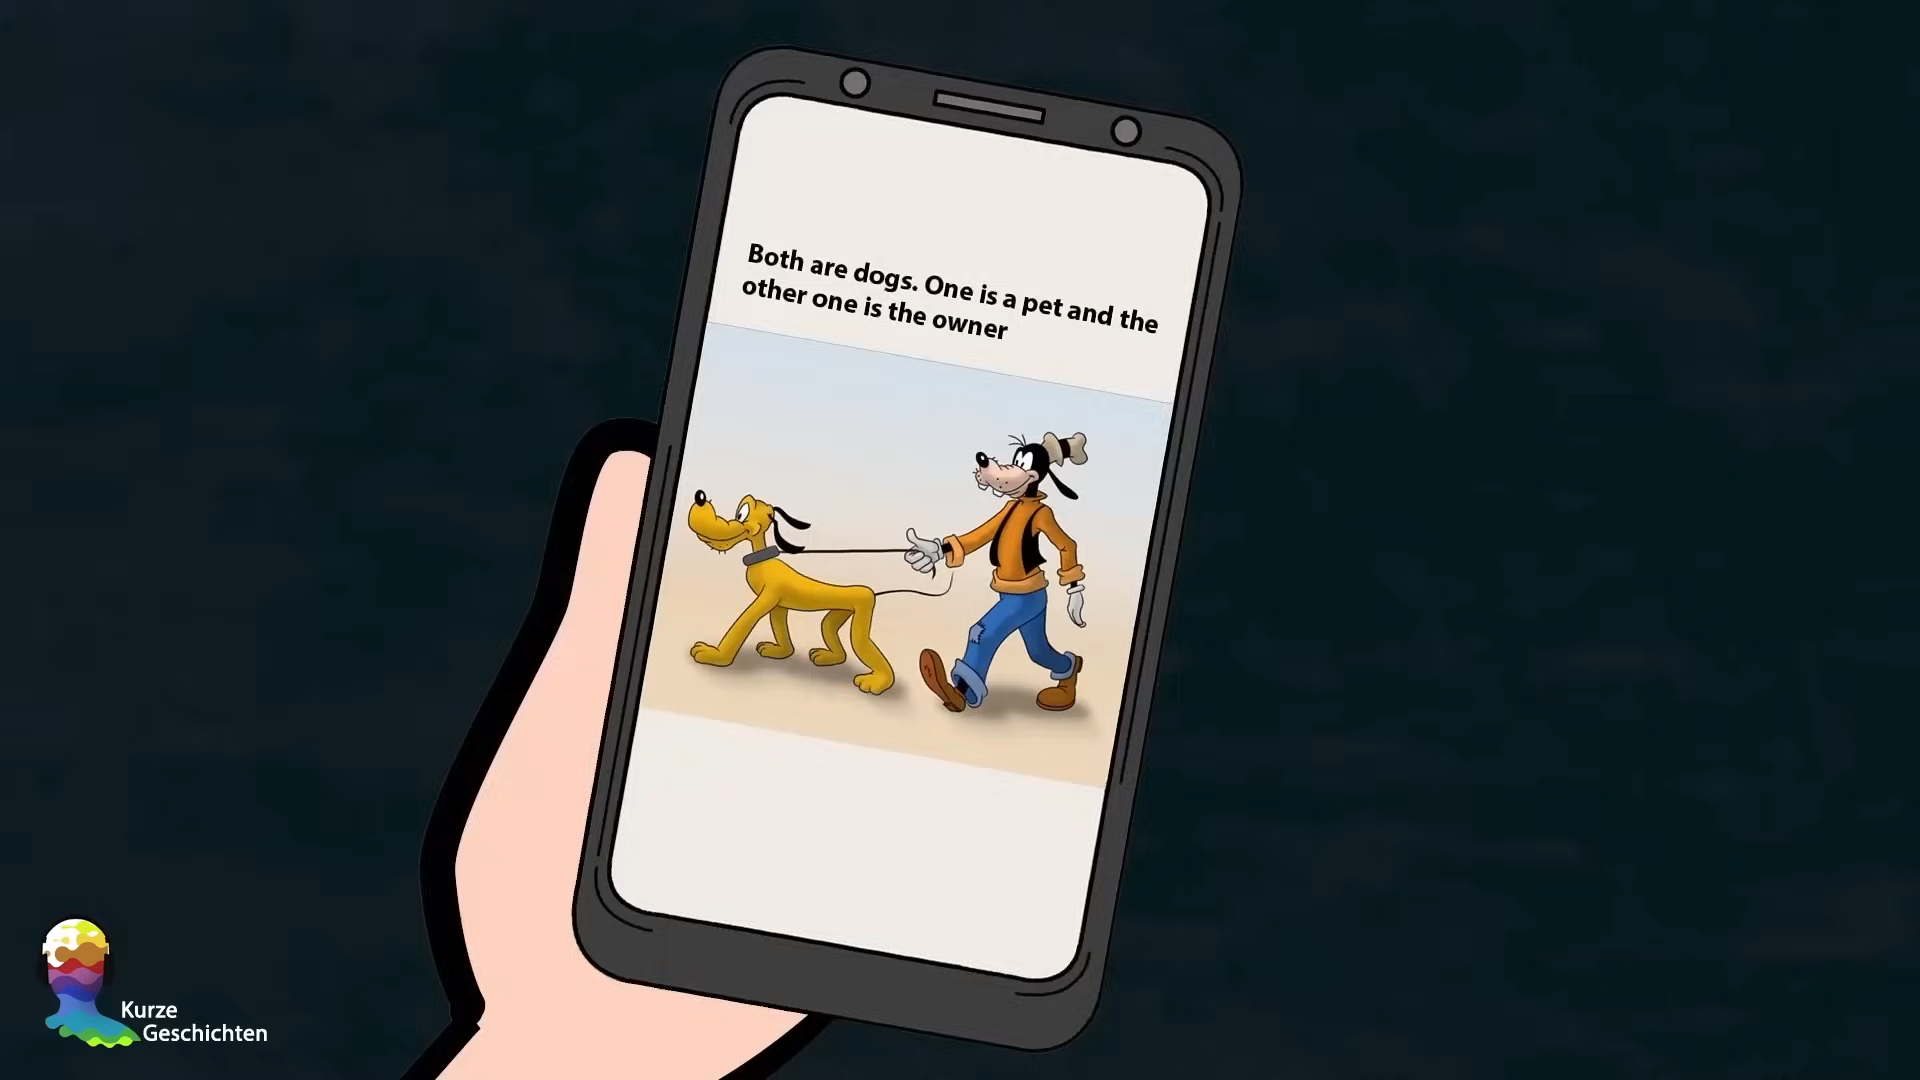 Both are dogs. One is a pet and the
other one is the owner
Kurze
Geschichten